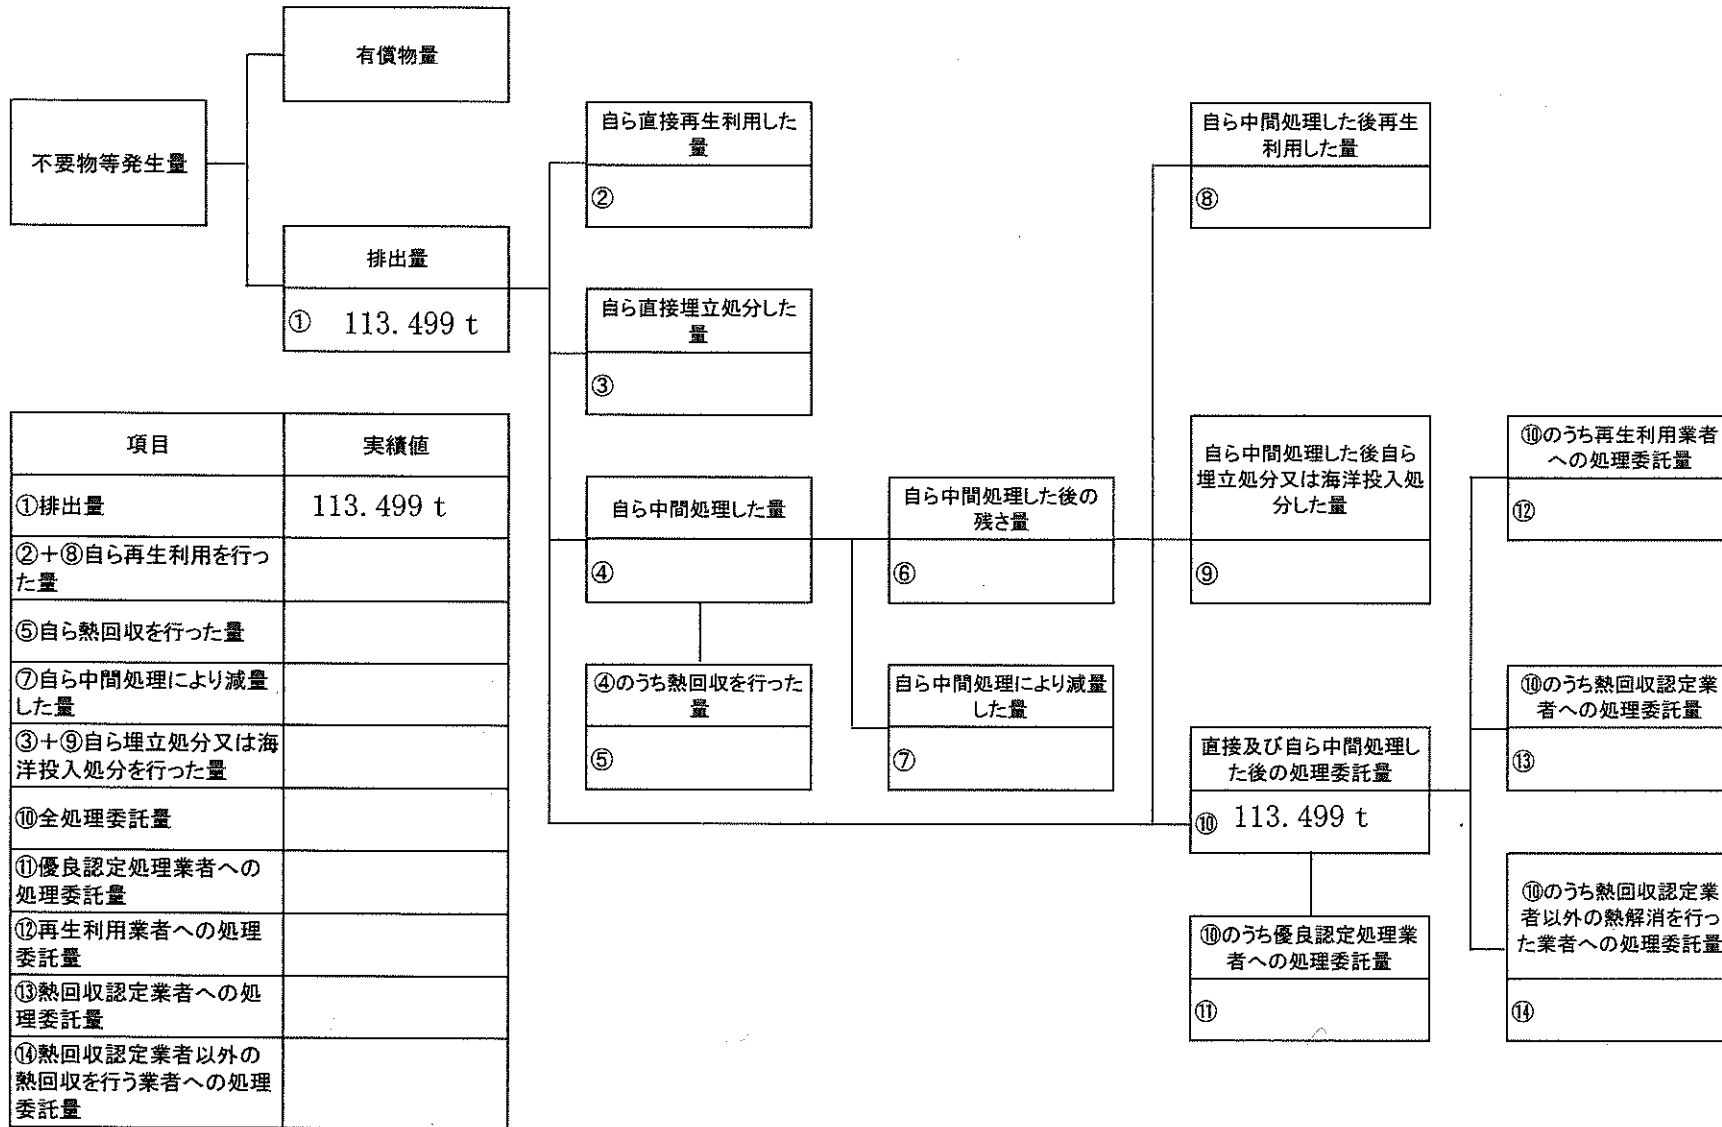 有償物量
不要物等発生量
排出量
① 113.499 t
自ら直接再生利用した
量
②
自ら直接埋立処分した
量
③
自ら中間処理した量
④
④のうち熱回収を行った
量
⑤
自ら中間処理した後の
残さ量
⑥
自ら中間処理により減量
した量
⑦
自ら中間処理した後再生
利用した量
⑧
自ら中間処理した後自ら
埋立処分又は海洋投入処
分した量
⑨
直接及び自ら中間処理し
た後の処理委託量
⑩ 113.499 t
⑩のうち優良認定処理業
者への処理委託量
⑪
⑩のうち再生利用業者
への処理委託量
⑫
⑩のうち熱回収認定業
者への処理委託量
⑬
⑩のうち熱回収認定業
者以外の熱解消を行っ
た業者への処理委託量
⑭
項目 実績値
①排出量 113.499 t
②+⑧自ら再生利用を行っ
た量
⑤自ら熱回収を行った量
⑦自ら中間処理により減量
した量
③+⑨自ら埋立処分又は海
洋投入処分を行った量
⑩全処理委託量
⑪優良認定処理業者への
処理委託量
⑫再生利用業者への処理
委託量
⑬熱回収認定業者への処
理委託量
⑭熱回収認定業者以外の
熱回収を行う業者への処理
委託量